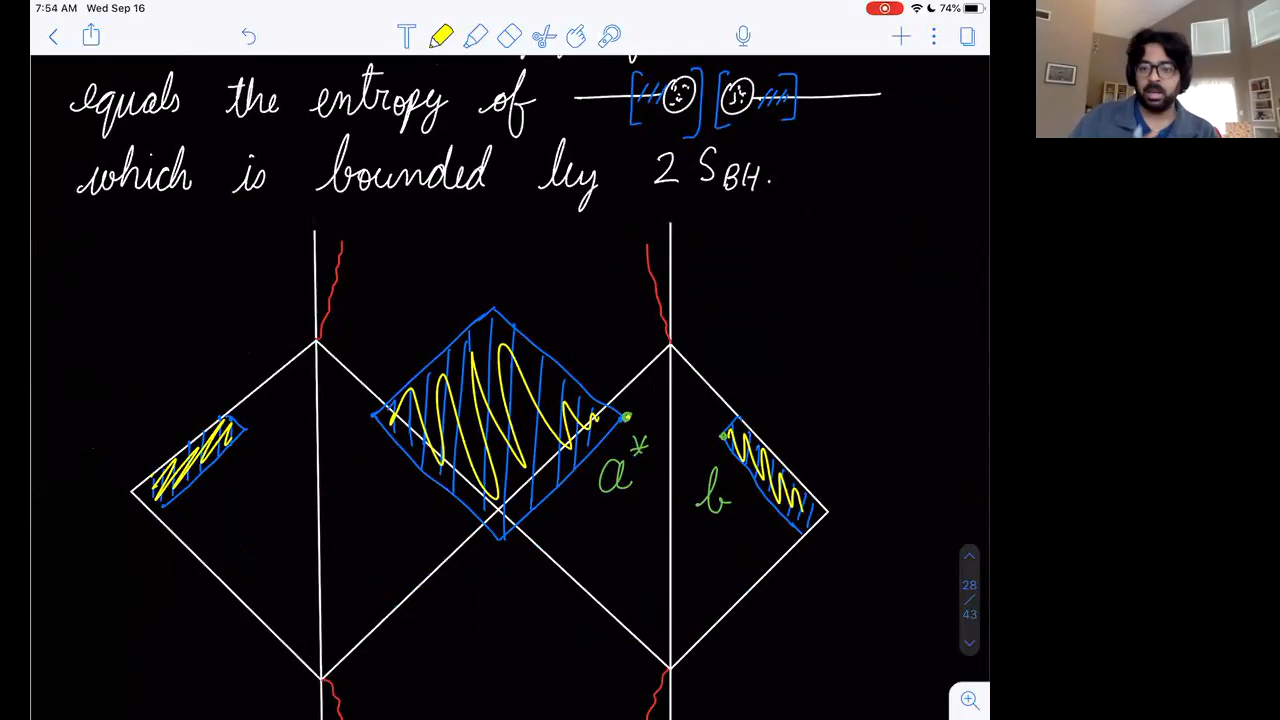 7:54 AM Wed Sep 16
74%
equals the entropy of
which is bounded by 2 S_BH.
a*
b
28
/
43